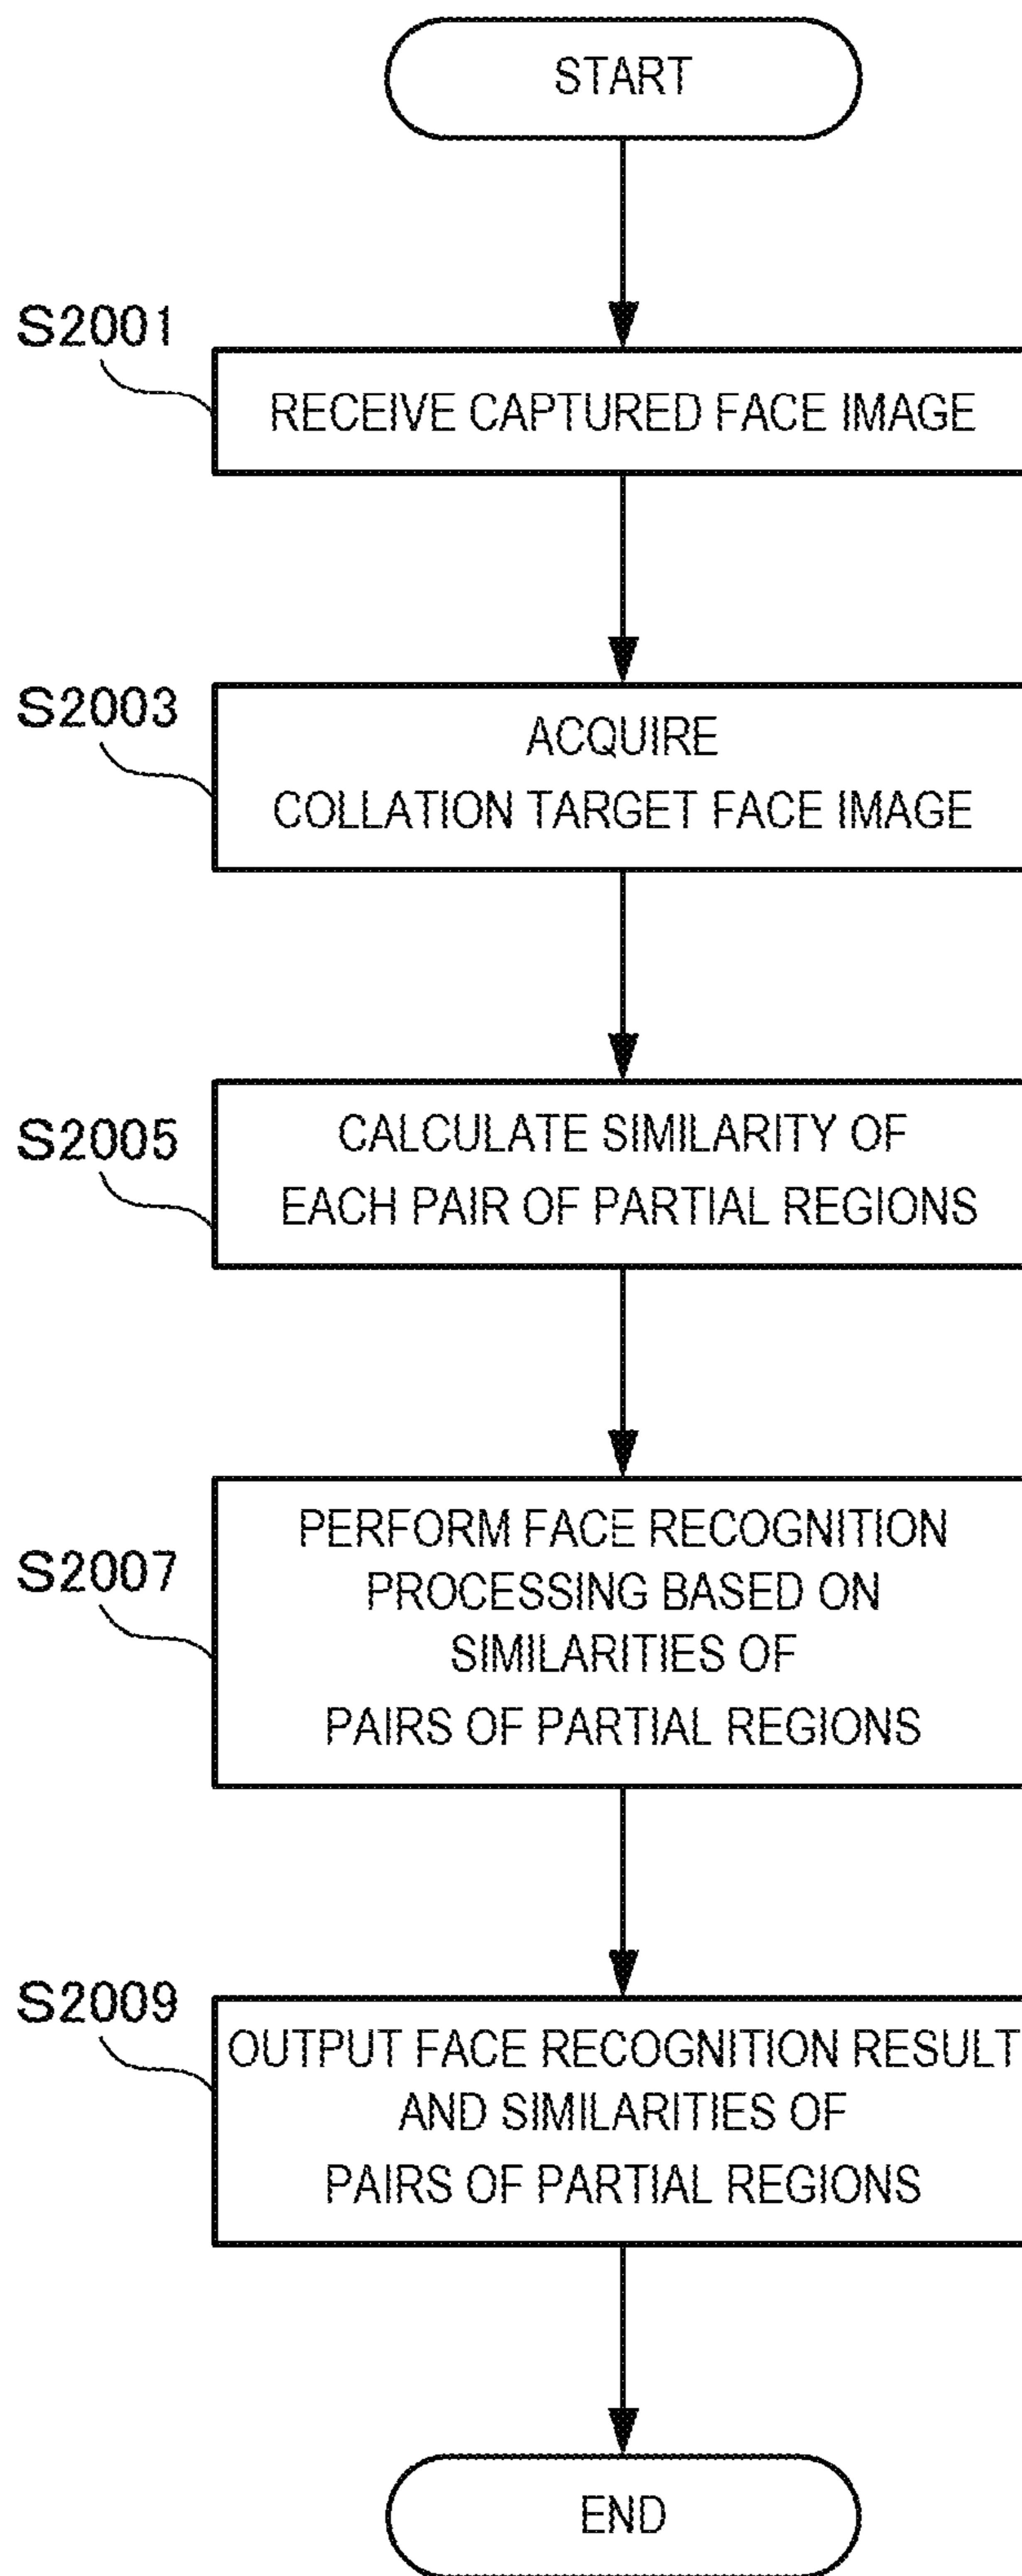 START
S2001
RECEIVE CAPTURED FACE IMAGE
S2003
ACQUIRE
COLLATION TARGET FACE IMAGE
S2005
CALCULATE SIMILARITY OF
EACH PAIR OF PARTIAL REGIONS
S2007
PERFORM FACE RECOGNITION
PROCESSING BASED ON
SIMILARITIES OF
PAIRS OF PARTIAL REGIONS
S2009
OUTPUT FACE RECOGNITION RESULT
AND SIMILARITIES OF
PAIRS OF PARTIAL REGIONS
END